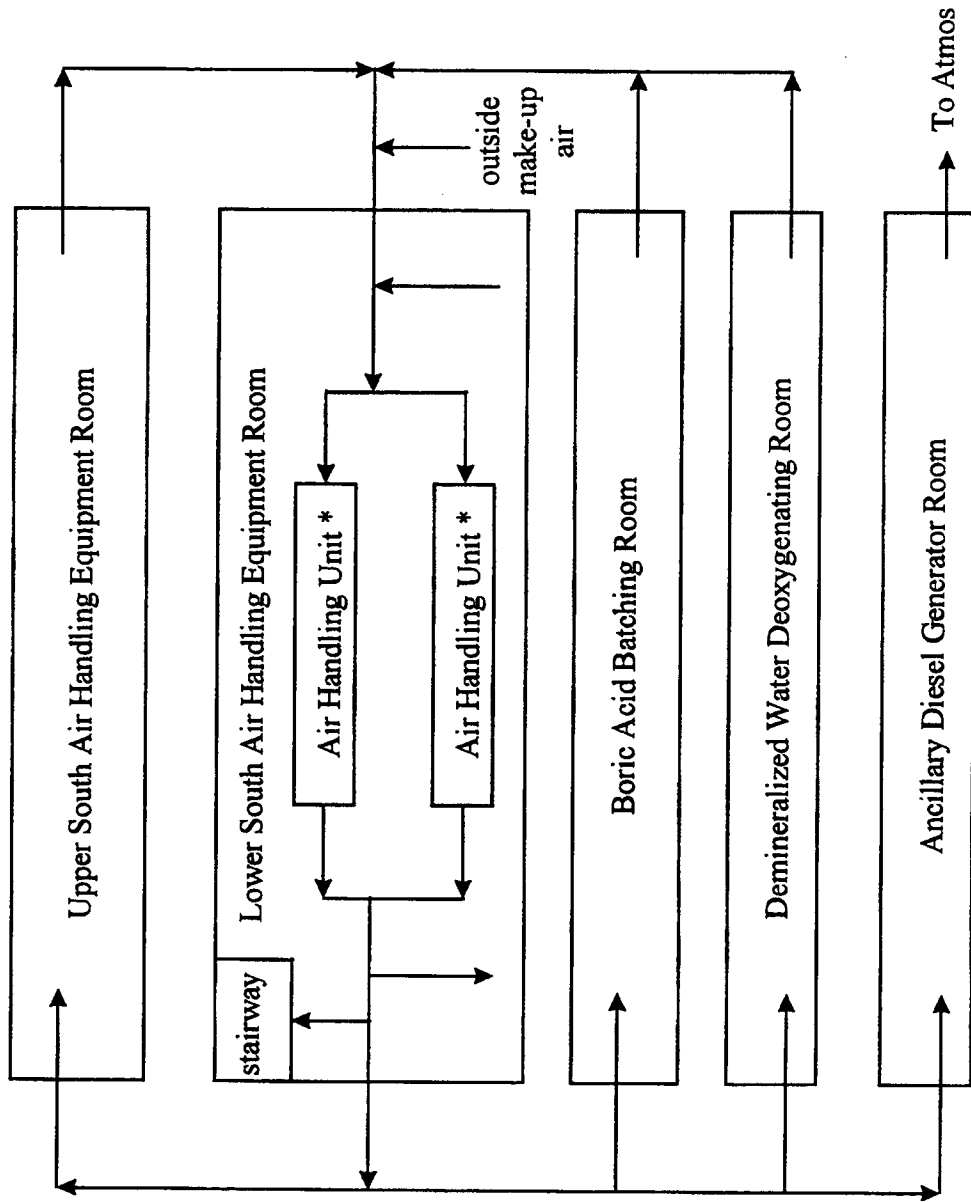 Upper South Air Handling Equipment Room
stairway
Lower South Air Handling Equipment Room
Air Handling Unit *
Air Handling Unit *
outside
make-up
air
Boric Acid Batching Room
Demineralized Water Deoxygenating Room
Ancillary Diesel Generator Room
To Atmos